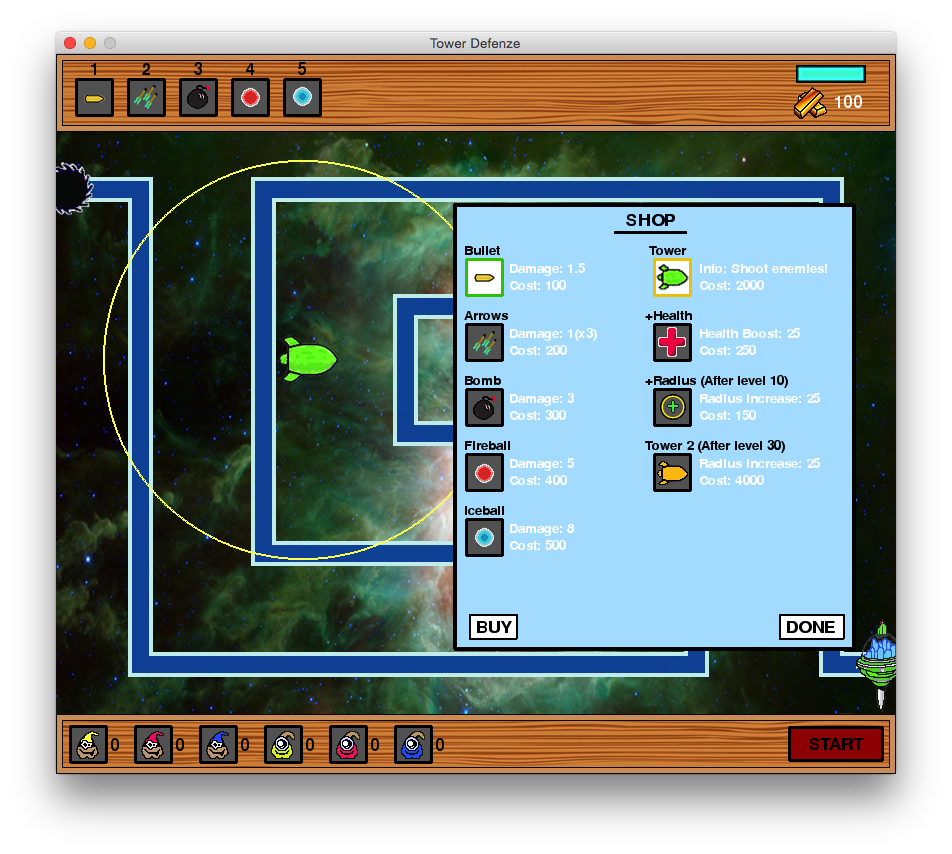 Tower Defenze
1 2 3 4 5
100
SHOP
Bullet
Damage: 1.5
Cost: 100
Tower
Info: Shoot enemies!
Cost: 2000
Arrows
Damage: 1(x3)
Cost: 200
+Health
Health Boost: 25
Cost: 250
Bomb
Damage: 3
Cost: 300
+Radius (After level 10)
Radius Increase: 25
Cost: 150
Fireball
Damage: 5
Cost: 400
Tower 2 (After level 30)
Radius Increase: 25
Cost: 4000
Iceball
Damage: 8
Cost: 500
BUY
DONE
0 0 0 0 0 0
START